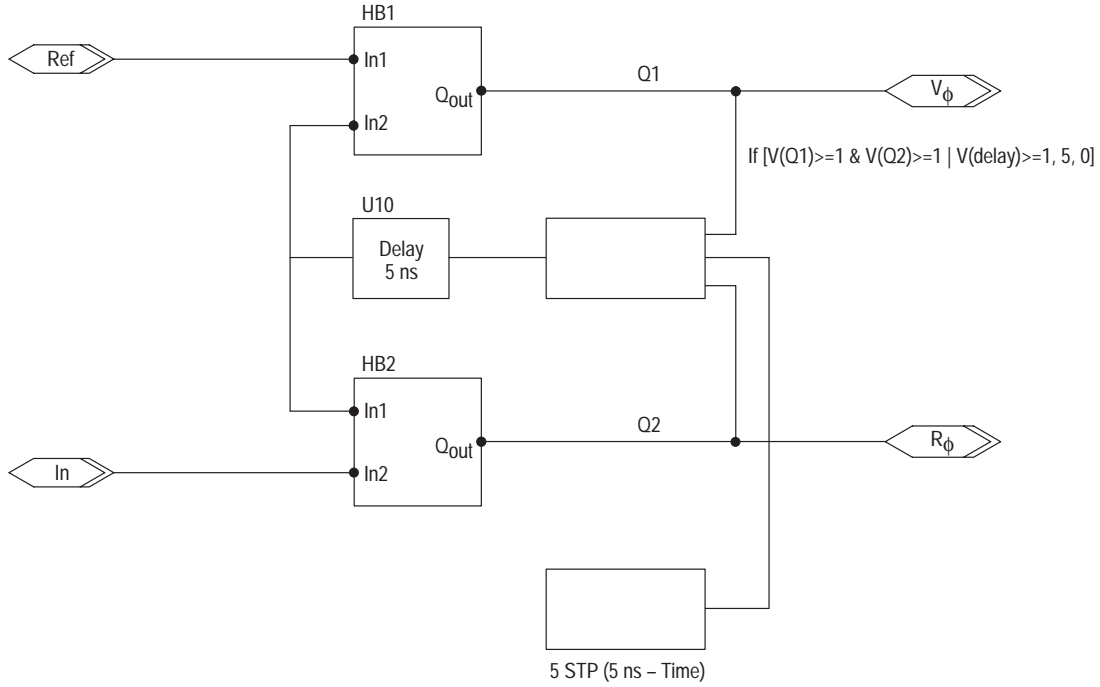 HB1
Ref
In1
Q1
Qout
Vϕ
In2
If [V(Q1)>=1 & V(Q2)>=1 | V(delay)>=1, 5, 0]
U10
Delay
5 ns
HB2
In1
Q2
Qout
Rϕ
In
In2
5 STP (5 ns – Time)